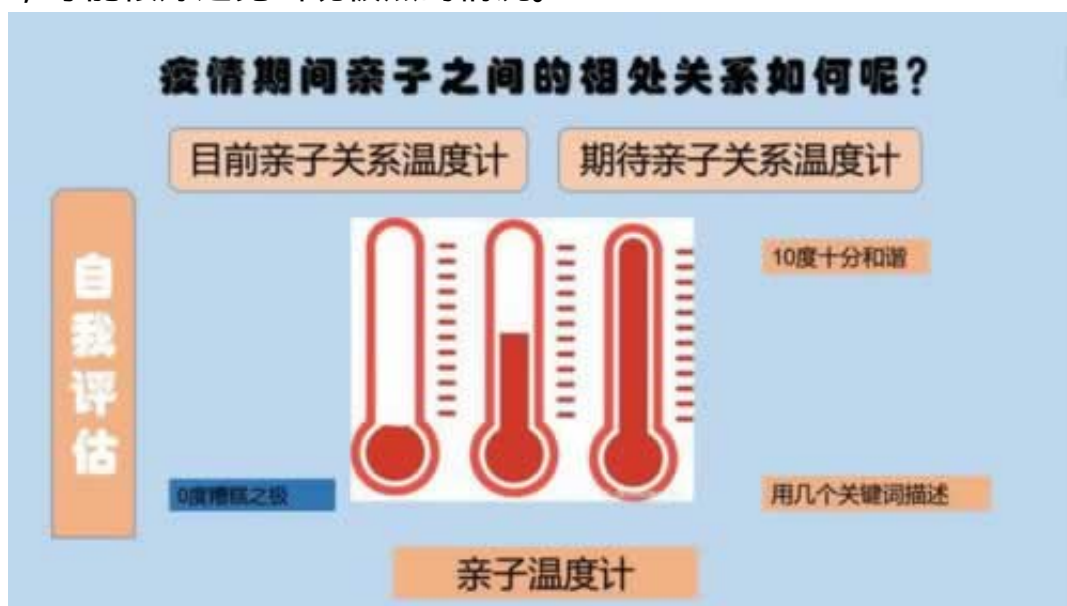 疫情期间亲子之间的相处关系如何呢?
目前亲子关系温度计
期待亲子关系温度计
自我评估
10度十分和谐
0度糟糕之极
用几个关键词描述
亲子温度计